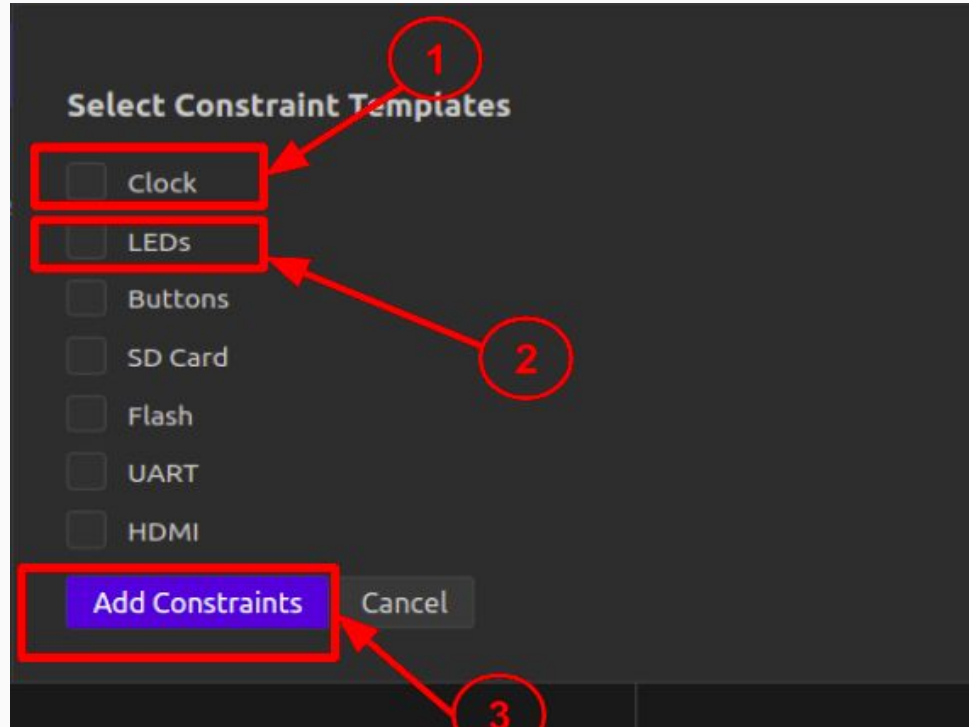 1
Select Constraint Templates
Clock
LEDs
Buttons
2
SD Card
Flash
UART
HDMI
Add Constraints Cancel
3